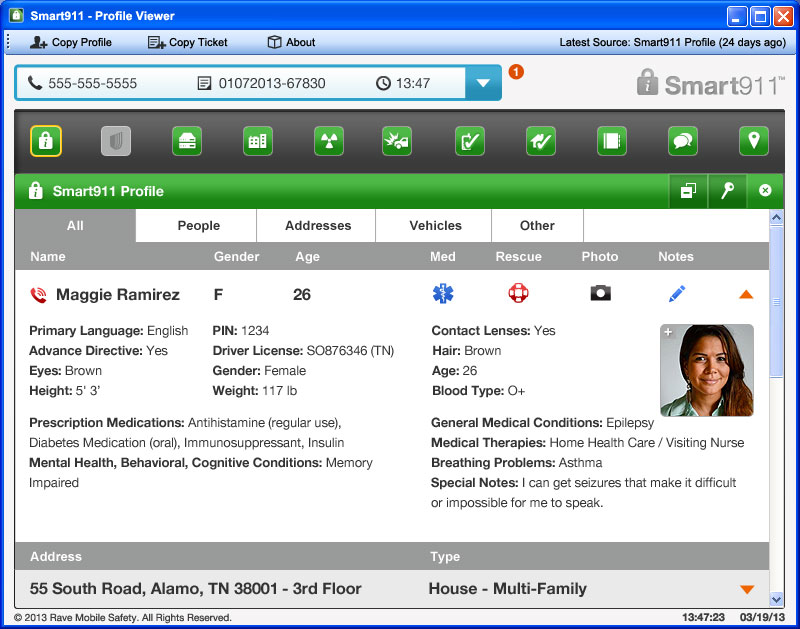 Smart911 - Profile Viewer
Copy Profile Copy Ticket About Latest Source: Smart911 Profile (24 days ago)
555-555-5555 01072013-67830 13:47 1 Smart911™
Smart911 Profile
All People Addresses Vehicles Other
Name Gender Age Med Rescue Photo Notes
Maggie Ramirez F 26
Primary Language: English PIN: 1234 Contact Lenses: Yes
Advance Directive: Yes Driver License: SO876346 (TN) Hair: Brown
Eyes: Brown Gender: Female Age: 26
Height: 5' 3' Weight: 117 lb Blood Type: O+
Prescription Medications: Antihistamine (regular use),
Diabetes Medication (oral), Immunosuppressant, Insulin
Mental Health, Behavioral, Cognitive Conditions: Memory
Impaired
General Medical Conditions: Epilepsy
Medical Therapies: Home Health Care / Visiting Nurse
Breathing Problems: Asthma
Special Notes: I can get seizures that make it difficult
or impossible for me to speak.
Address Type
55 South Road, Alamo, TN 38001 - 3rd Floor House - Multi-Family
© 2013 Rave Mobile Safety. All Rights Reserved. 13:47:23 03/19/13